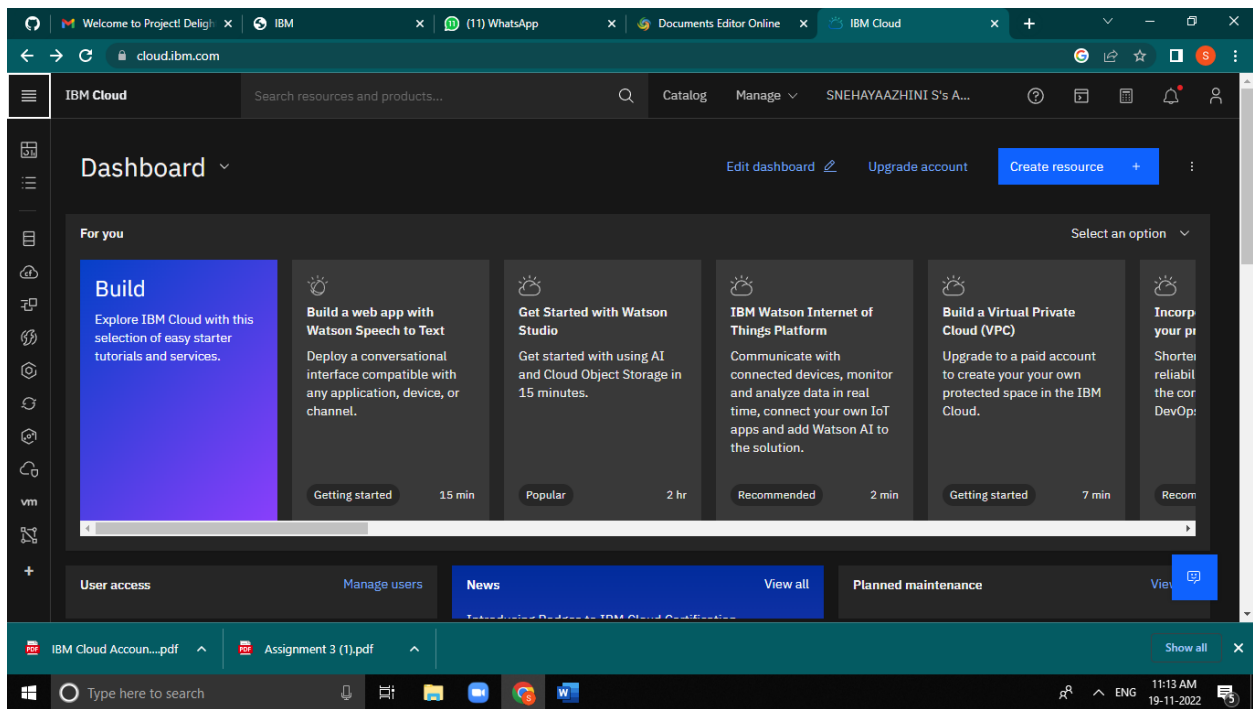 Welcome to Project! Deligh
IBM
(11) WhatsApp
Documents Editor Online
IBM Cloud
cloud.ibm.com
S
IBM Cloud
Search resources and products...
Catalog
Manage
SNEHAYAAZHINI S's A...
Dashboard
Edit dashboard
Upgrade account
Create resource +
For you
Select an option
Build
Explore IBM Cloud with this
selection of easy starter
tutorials and services.
Build a web app with
Watson Speech to Text
Deploy a conversational
interface compatible with
any application, device, or
channel.
Getting started 15 min
Get Started with Watson
Studio
Get started with using AI
and Cloud Object Storage in
15 minutes.
Popular 2 hr
IBM Watson Internet of
Things Platform
Communicate with
connected devices, monitor
and analyze data in real
time, connect your own IoT
apps and add Watson AI to
the solution.
Recommended 2 min
Build a Virtual Private
Cloud (VPC)
Upgrade to a paid account
to create your your own
protected space in the IBM
Cloud.
Getting started 7 min
Incorp
your pr
Shorte
reliabil
the cor
DevOp
Recom
vm
User access
Manage users
News
View all
Introducing Badges to IBM Cloud Certification
Planned maintenance
Vie
IBM Cloud Accoun....pdf
Assignment 3 (1).pdf
Show all
Type here to search
ENG
11:13 AM
19-11-2022
5